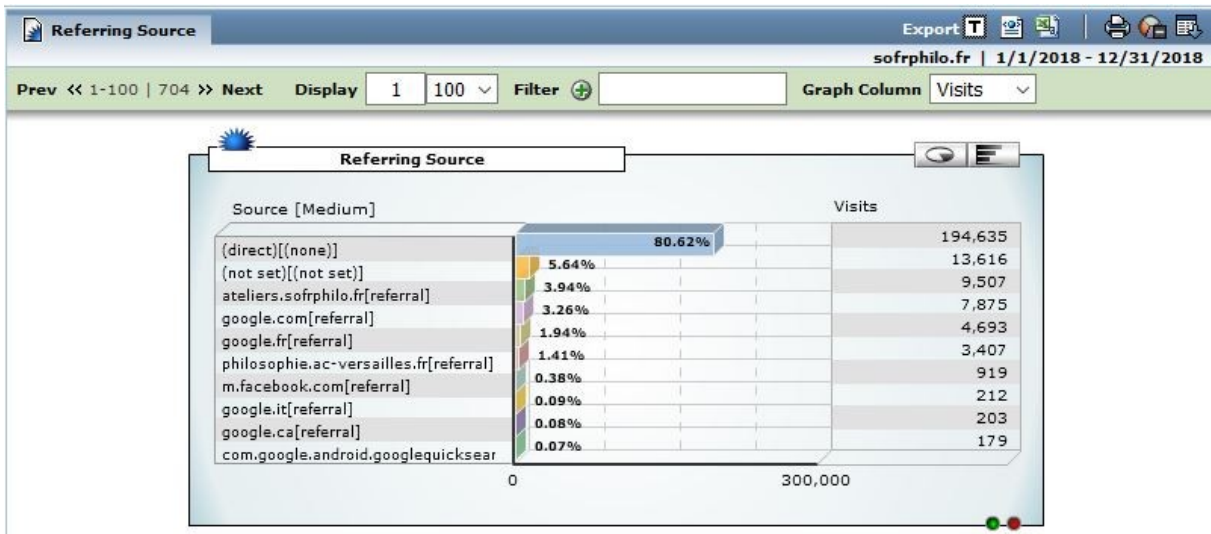 Referring Source Export T
sofrphilo.fr | 1/1/2018 - 12/31/2018
Prev << 1-100 | 704 >> Next Display 1 100 Filter Graph Column Visits
Referring Source
Source [Medium] Visits
(direct)[(none)] 80.62% 194,635
(not set)[(not set)] 5.64% 13,616
ateliers.sofrphilo.fr[referral] 3.94% 9,507
google.com[referral] 3.26% 7,875
google.fr[referral] 1.94% 4,693
philosophie.ac-versailles.fr[referral] 1.41% 3,407
m.facebook.com[referral] 0.38% 919
google.it[referral] 0.09% 212
google.ca[referral] 0.08% 203
com.google.android.googlequicksear 0.07% 179
0 300,000